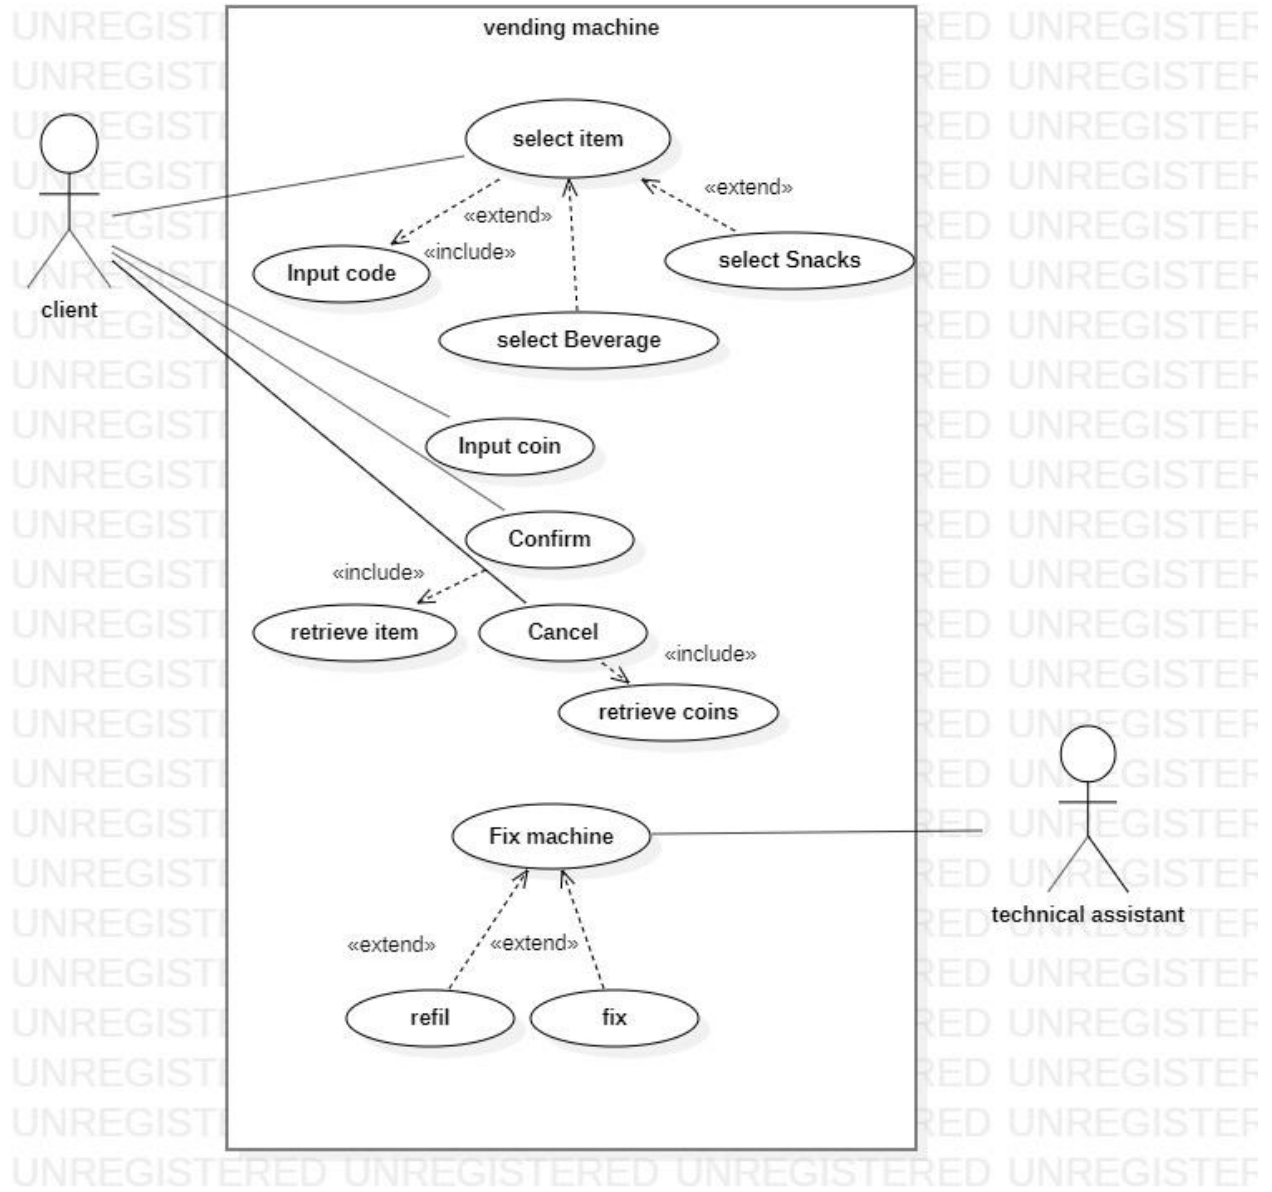 vending machine
select item
«extend»
«extend»
«include»
Input code
select Snacks
client
select Beverage
Input coin
Confirm
«include»
retrieve item
Cancel
«include»
retrieve coins
Fix machine
technical assistant
«extend»
«extend»
refil
fix
UNREGISTERED UNREGISTERED UNREGISTERED UNREGISTER